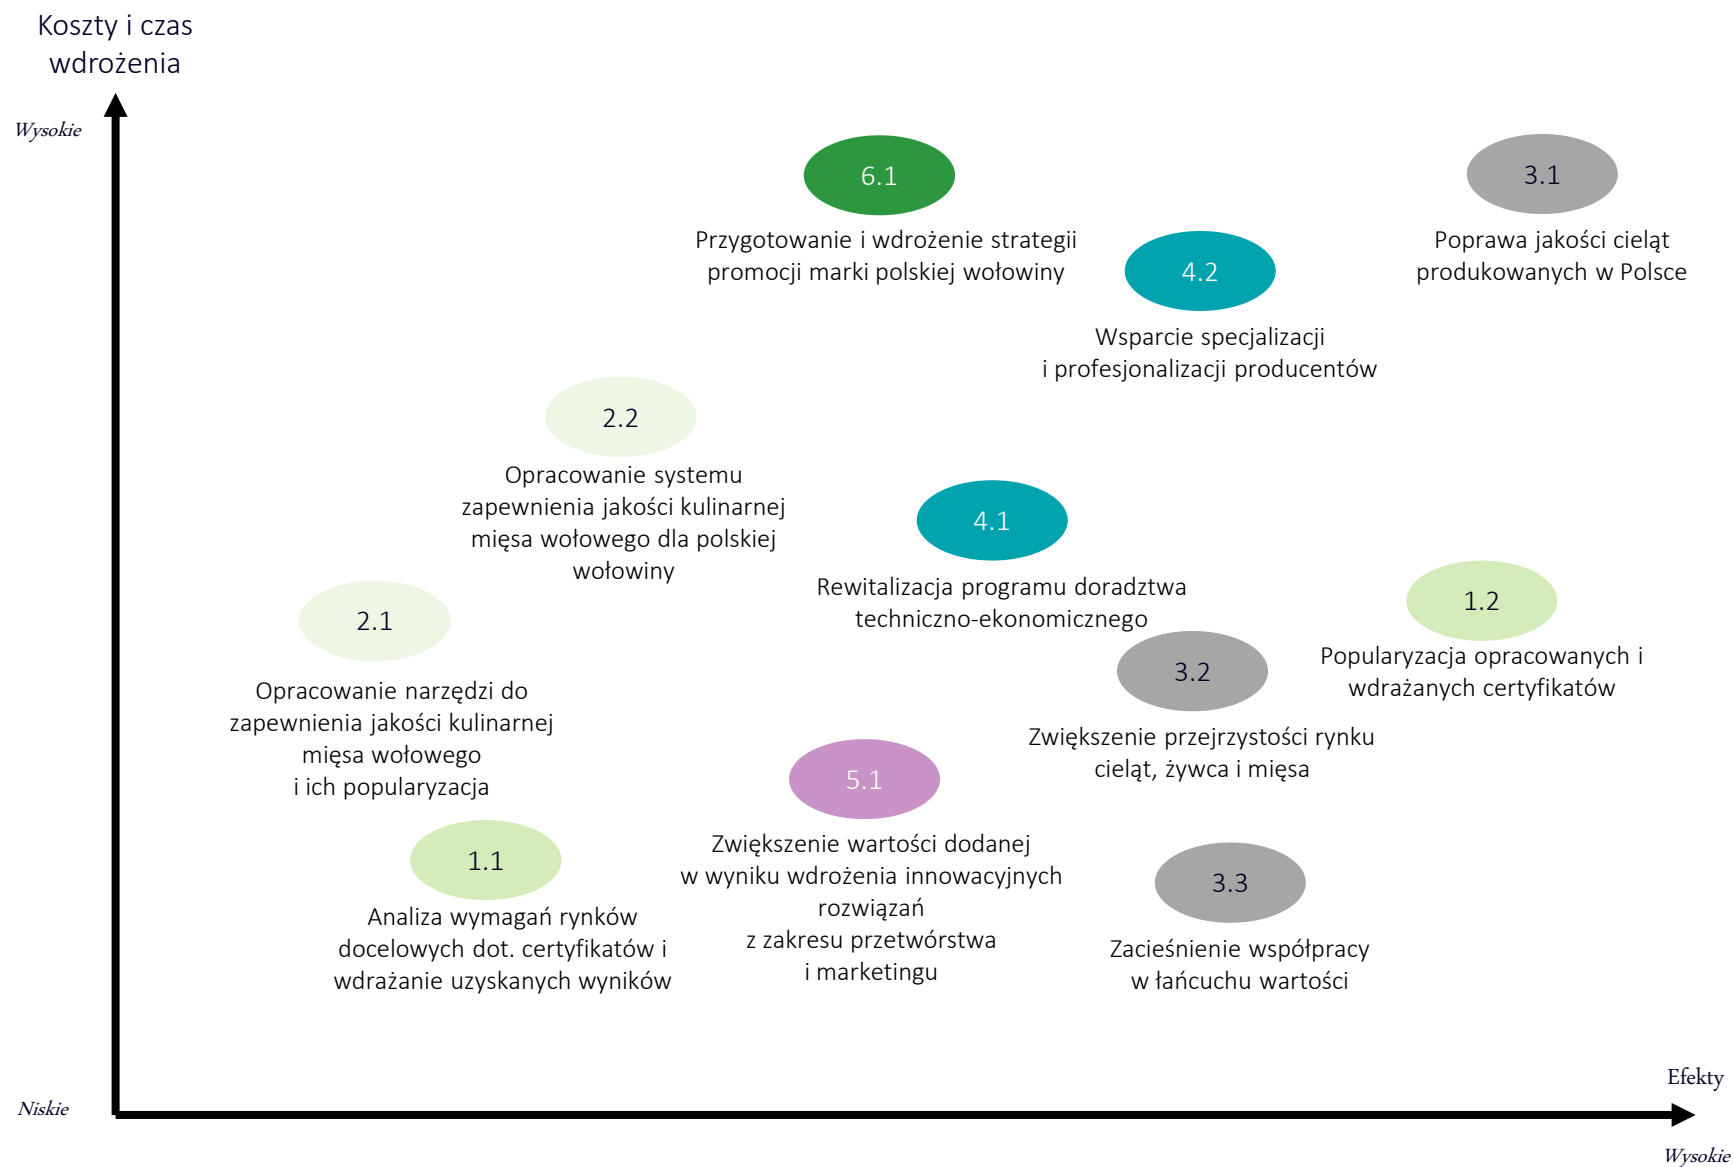 Koszty i czas
wdrożenia
Wysokie
6.1
Przygotowanie i wdrożenie strategii
promocji marki polskiej wołowiny
3.1
Poprawa jakości cieląt
produkowanych w Polsce
4.2
Wsparcie specjalizacji
i profesjonalizacji producentów
2.2
Opracowanie systemu
zapewnienia jakości kulinarnej
mięsa wołowego dla polskiej
wołowiny
4.1
Rewitalizacja programu doradztwa
techniczno-ekonomicznego
1.2
Popularyzacja opracowanych i
wdrażanych certyfikatów
2.1
Opracowanie narzędzi do
zapewnienia jakości kulinarnej
mięsa wołowego
i ich popularyzacja
3.2
Zwiększenie przejrzystości rynku
cieląt, żywca i mięsa
5.1
Zwiększenie wartości dodanej
w wyniku wdrożenia innowacyjnych
rozwiązań
z zakresu przetwórstwa
i marketingu
1.1
Analiza wymagań rynków
docelowych dot. certyfikatów i
wdrażanie uzyskanych wyników
3.3
Zacieśnienie współpracy
w łańcuchu wartości
Efekty
Niskie
Wysokie